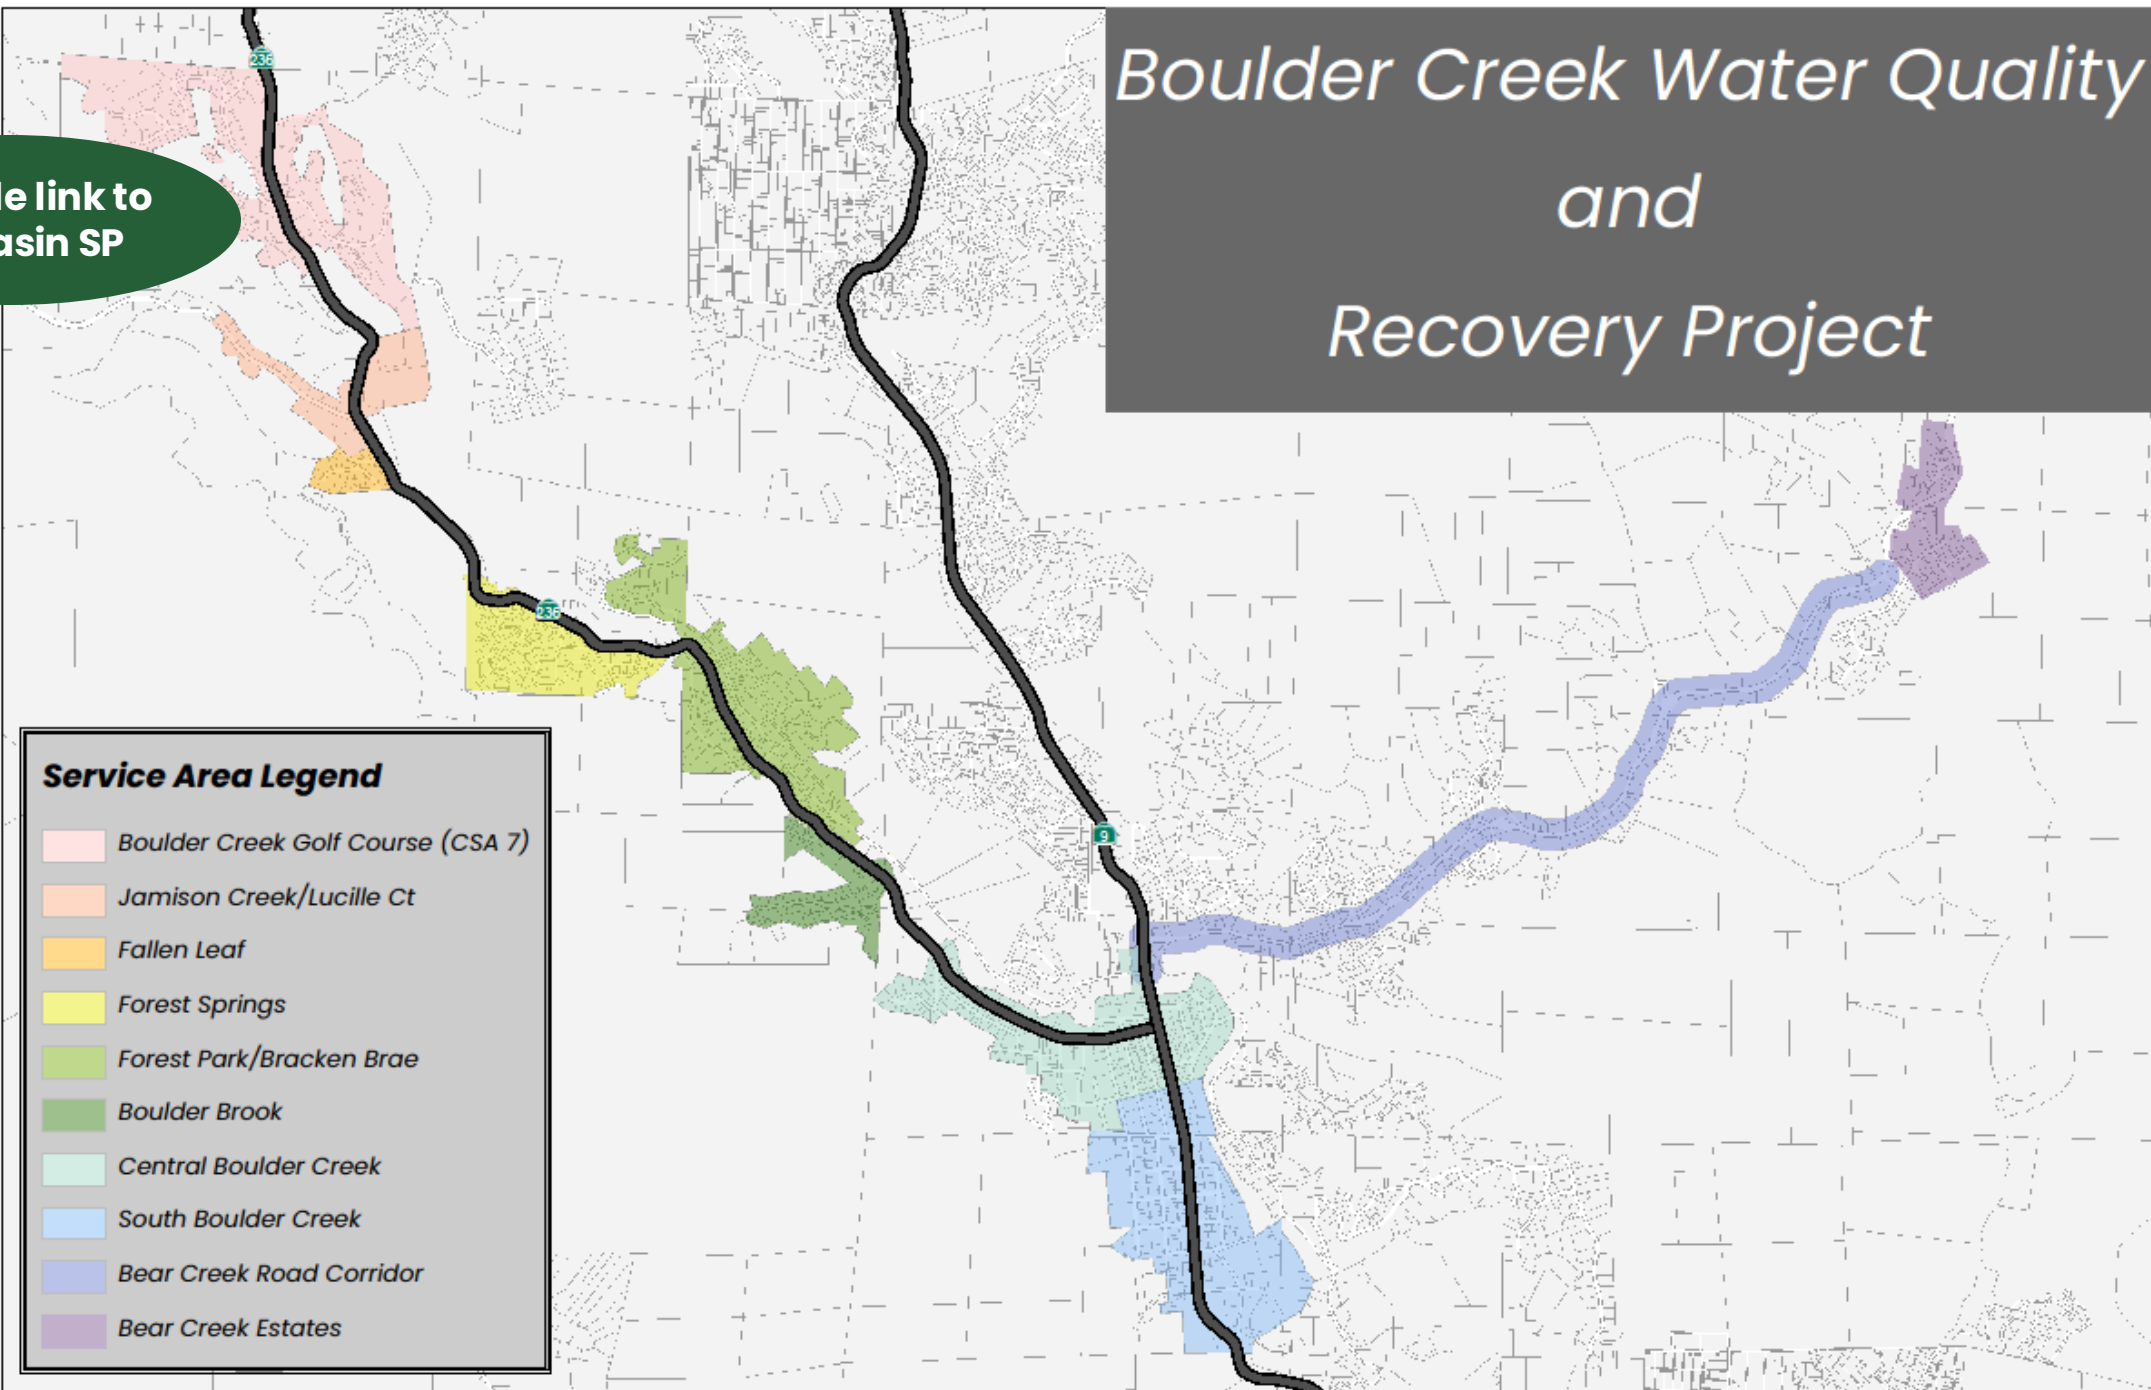 Boulder Creek Water Quality
and
Recovery Project
236
link to
SP
236
9
Service Area Legend
Boulder Creek Golf Course (CSA 7)
Jamison Creek/Lucille Ct
Fallen Leaf
Forest Springs
Forest Park/Bracken Brae
Boulder Brook
Central Boulder Creek
South Boulder Creek
Bear Creek Road Corridor
Bear Creek Estates